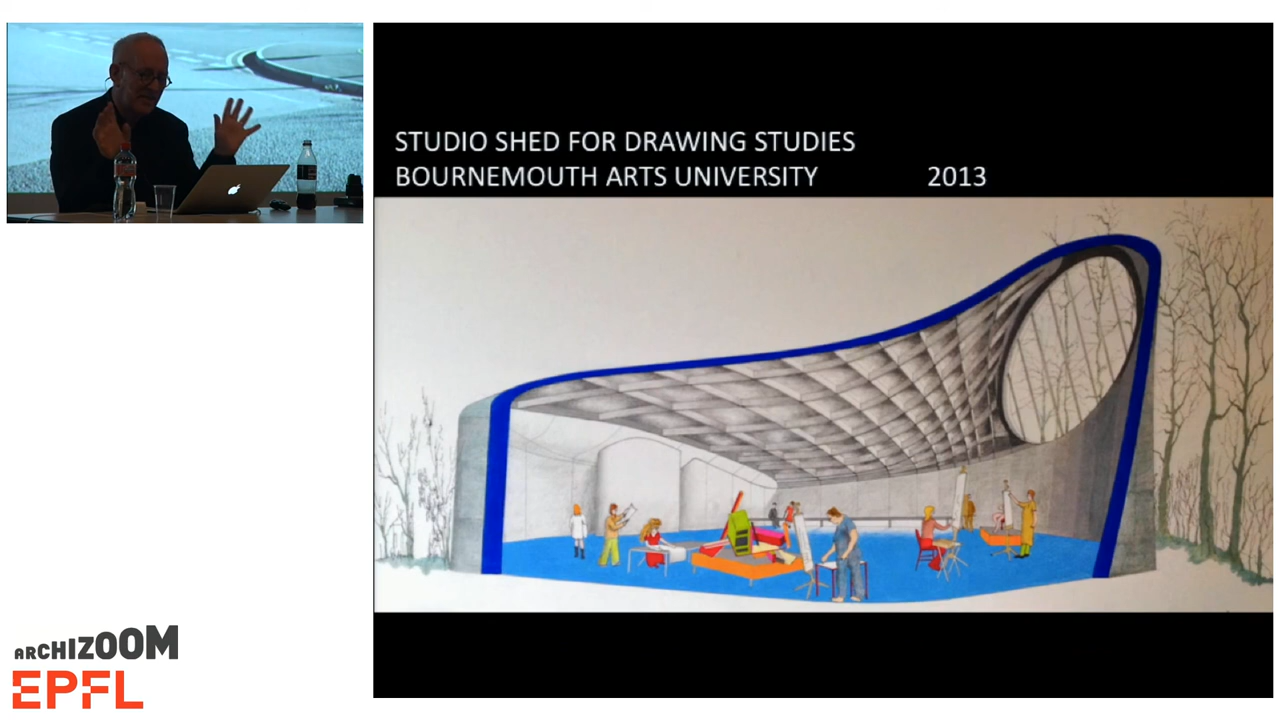 STUDIO SHED FOR DRAWING STUDIES
BOURNEMOUTH ARTS UNIVERSITY 2013
ARCHIZOOM
EPFL